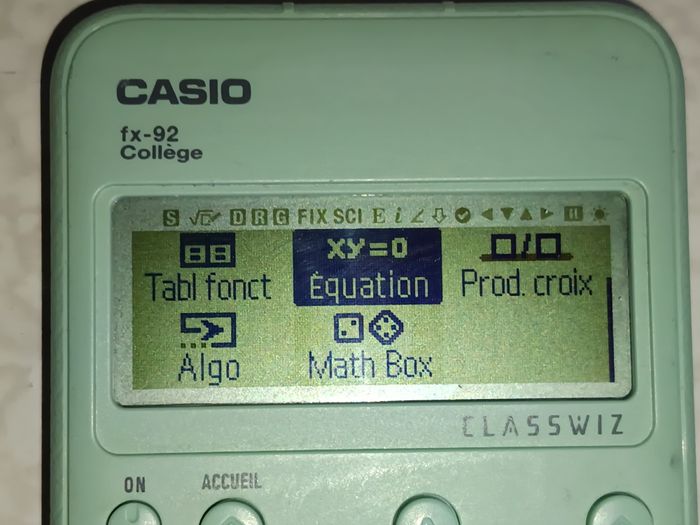 CASIO
fx-92
Collège
S √ D R G FIX SCI E i ∠
XY=0
Tabl fonct Équation Prod. croix
Algo Math Box
CLASSWIZ
ON ACCUEIL